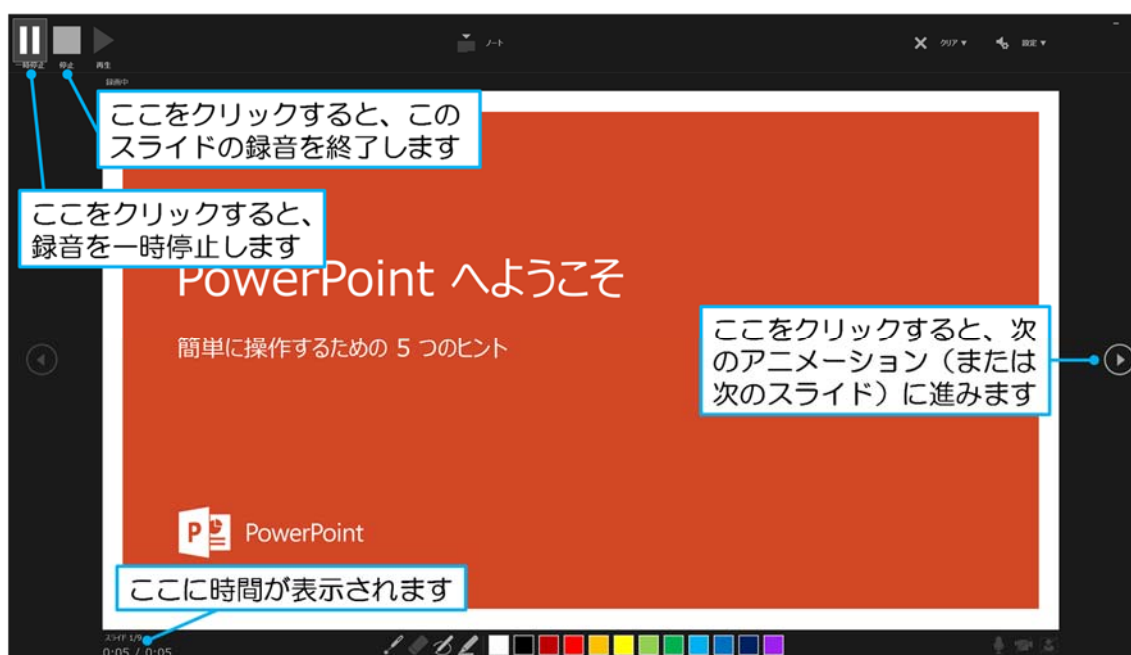 一時停止 停止 再生
ノート
クリア ▼ 設定 ▼
録画中
ここをクリックすると、この
スライドの録音を終了します
ここをクリックすると、
録音を一時停止します
PowerPoint へようこそ
簡単に操作するための 5 つのヒント
ここをクリックすると、次
のアニメーション（または
次のスライド）に進みます
P PowerPoint
ここに時間が表示されます
スライド 1/9
0:05 / 0:05